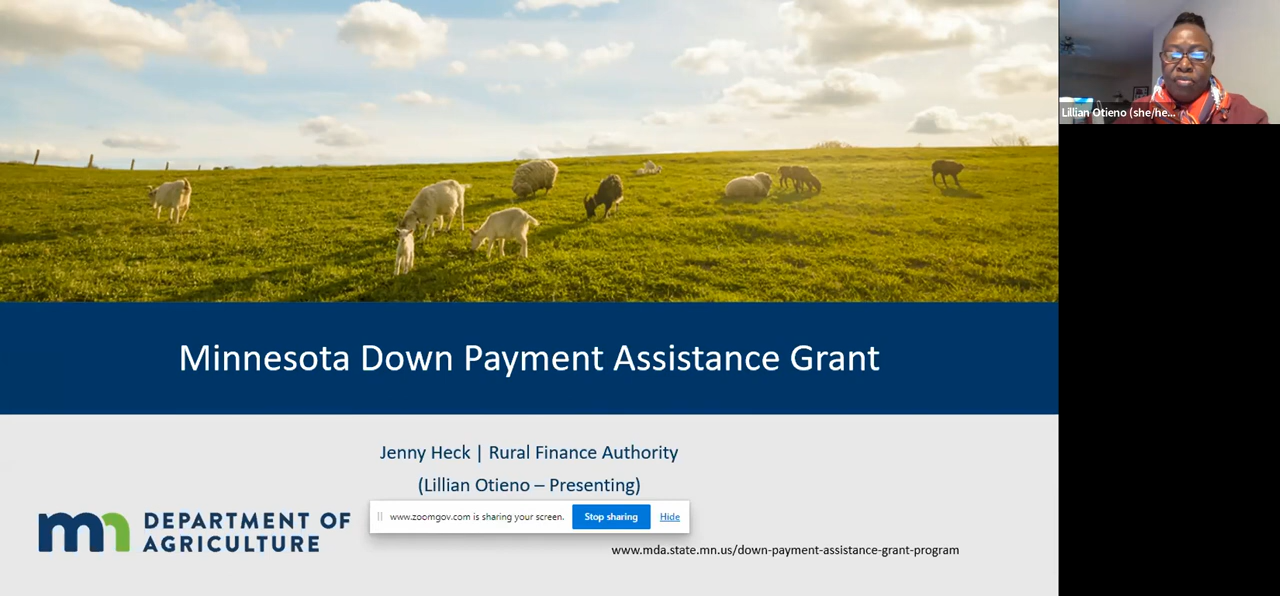 Lillian Otieno (she/he...
Minnesota Down Payment Assistance Grant
Jenny Heck | Rural Finance Authority
(Lillian Otieno – Presenting)
www.zoomgov.com is sharing your screen.
Stop sharing
Hide
mn DEPARTMENT OF
AGRICULTURE
www.mda.state.mn.us/down-payment-assistance-grant-program